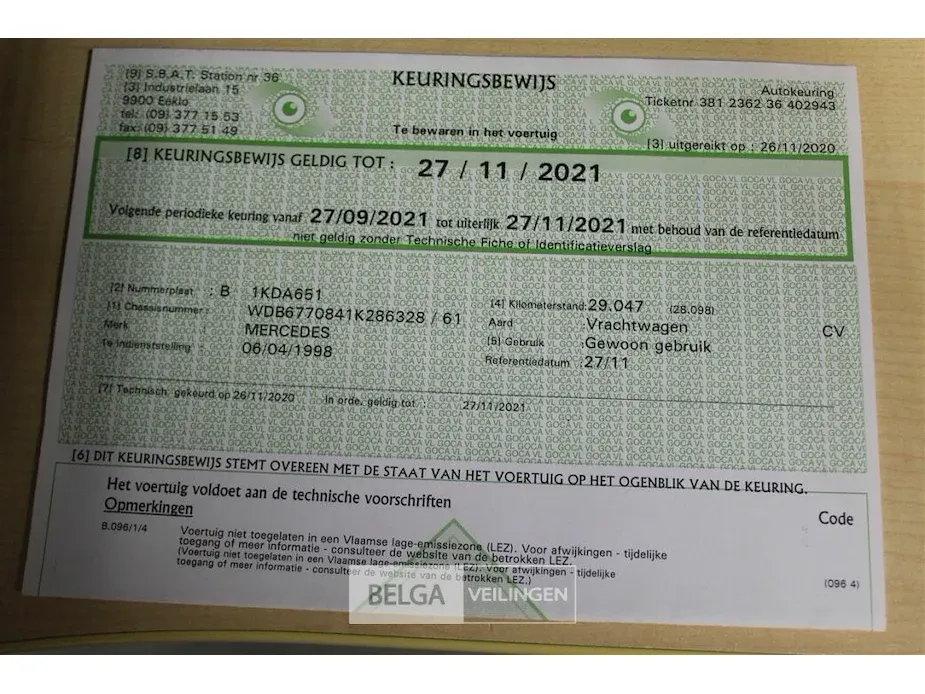 [9] S.B.A.T. Station nr 36
[3] Industrielaan 15
9900 Eeklo
tel: (09) 377 15 53
fax: (09) 377 51 49
KEURINGSBEWIJS
Te bewaren in het voertuig
Autokeuring
Ticketnr 381 2362 36 402943
[3] uitgereikt op : 26/11/2020
[8] KEURINGSBEWIJS GELDIG TOT : 27 / 11 / 2021
Volgende periodieke keuring vanaf 27/09/2021 tot uiterlijk 27/11/2021 met behoud van de referentiedatum
niet geldig zonder Technische Fiche of Identificatieverslag
[2] Nummerplaat : B 1KDA651
[1] Chassisnummer : WDB6770841K286328 / 61
Merk : MERCEDES
Te indienststelling : 06/04/1998
[4] Kilometerstand : 29.047 (28.098)
Aard : Vrachtwagen CV
[5] Gebruik : Gewoon gebruik
Referentiedatum : 27/11
[7] Technisch gekeurd op 26/11/2020 In orde, geldig tot : 27/11/2021
[6] DIT KEURINGSBEWIJS STEMT OVEREEN MET DE STAAT VAN HET VOERTUIG OP HET OGENBLIK VAN DE KEURING.
Het voertuig voldoet aan de technische voorschriften
Opmerkingen Code
B.096/1/4 Voertuig niet toegelaten in een Vlaamse lage-emissiezone (LEZ). Voor afwijkingen - tijdelijke
toegang of meer informatie - consulteer de website van de betrokken LEZ.
(Voertuig niet toegelaten in een Vlaamse lage-emissiezone (LEZ). Voor afwijkingen - tijdelijke
toegang of meer informatie - consulteer de website van de betrokken LEZ.) (096 4)
BELGA VEILINGEN